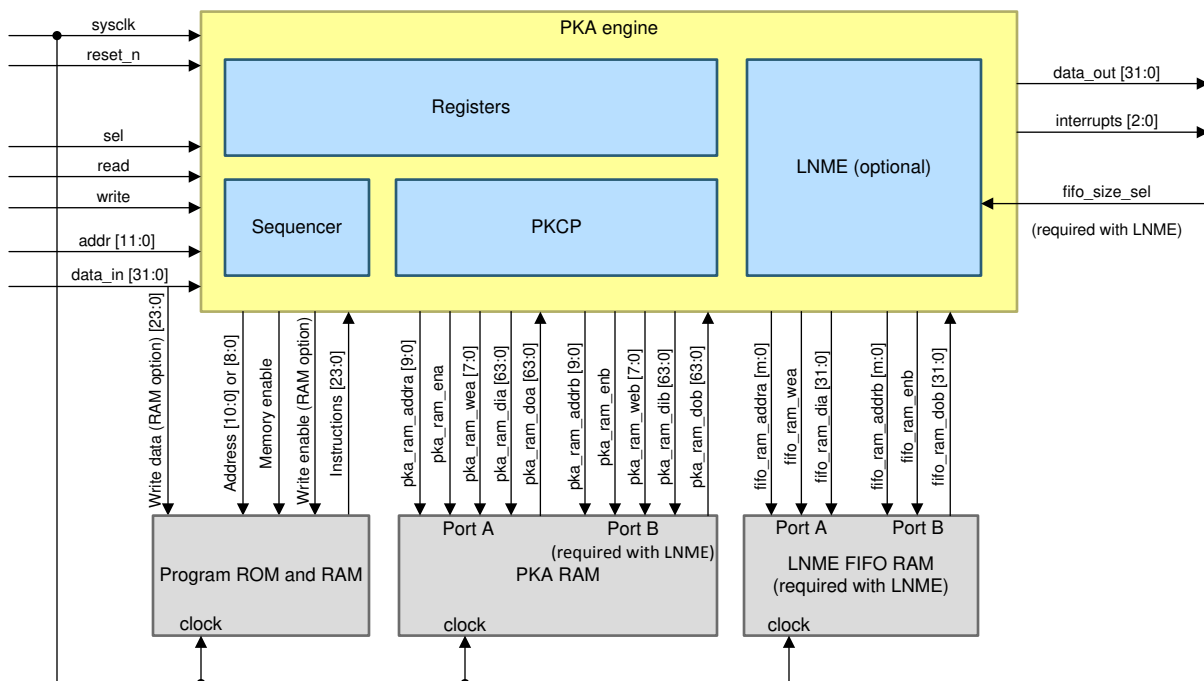 sysclk
PKA engine
reset_n
Registers
LNME (optional)
data_out [31:0]
interrupts [2:0]
sel
read
write
Sequencer
PKCP
fifo_size_sel
(required with LNME)
addr [11:0]
data_in [31:0]
Write data (RAM option) [23:0]
Address [10:0] or [8:0]
Memory enable
Write enable (RAM option)
Instructions [23:0]
pka_ram_addra [9:0]
pka_ram_ena
pka_ram_wea [7:0]
pka_ram_dia [63:0]
pka_ram_doa [63:0]
pka_ram_addrb [9:0]
pka_ram_enb
pka_ram_web [7:0]
pka_ram_dib [63:0]
pka_ram_dob [63:0]
fifo_ram_addra [m:0]
fifo_ram_wea
fifo_ram_dia [31:0]
fifo_ram_addrb [m:0]
fifo_ram_enb
fifo_ram_dob [31:0]
Program ROM and RAM
clock
Port A
Port B
(required with LNME)
PKA RAM
clock
Port A
Port B
LNME FIFO RAM
(required with LNME)
clock